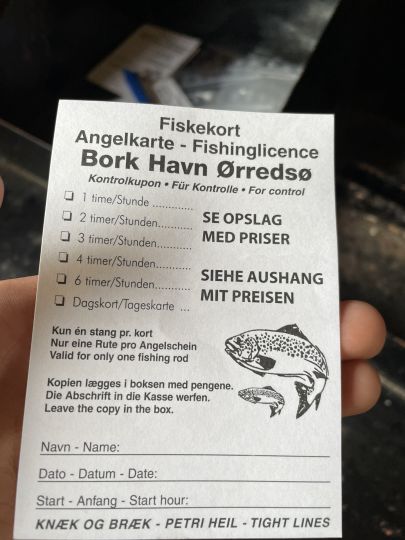 Fiskekort
Angelkarte - Fishinglicence
Bork Havn Ørredsø
Kontrolkupon • Für Kontrolle • For control
❑ 1 time/Stunde .............
❑ 2 timer/Stunden...........
❑ 3 timer/Stunden...........
❑ 4 timer/Stunden...........
❑ 6 timer/Stunden...........
❑ Dagskort/Tageskarte ...
SE OPSLAG
MED PRISER
SIEHE AUSHANG
MIT PREISEN
Kun én stang pr. kort
Nur eine Rute pro Angelschein
Valid for only one fishing rod
Kopien lægges i boksen med pengene.
Die Abschrift in die Kasse werfen.
Leave the copy in the box.
Navn - Name:
Dato - Datum - Date:
Start - Anfang - Start hour:
KNÆK OG BRÆK - PETRI HEIL - TIGHT LINES